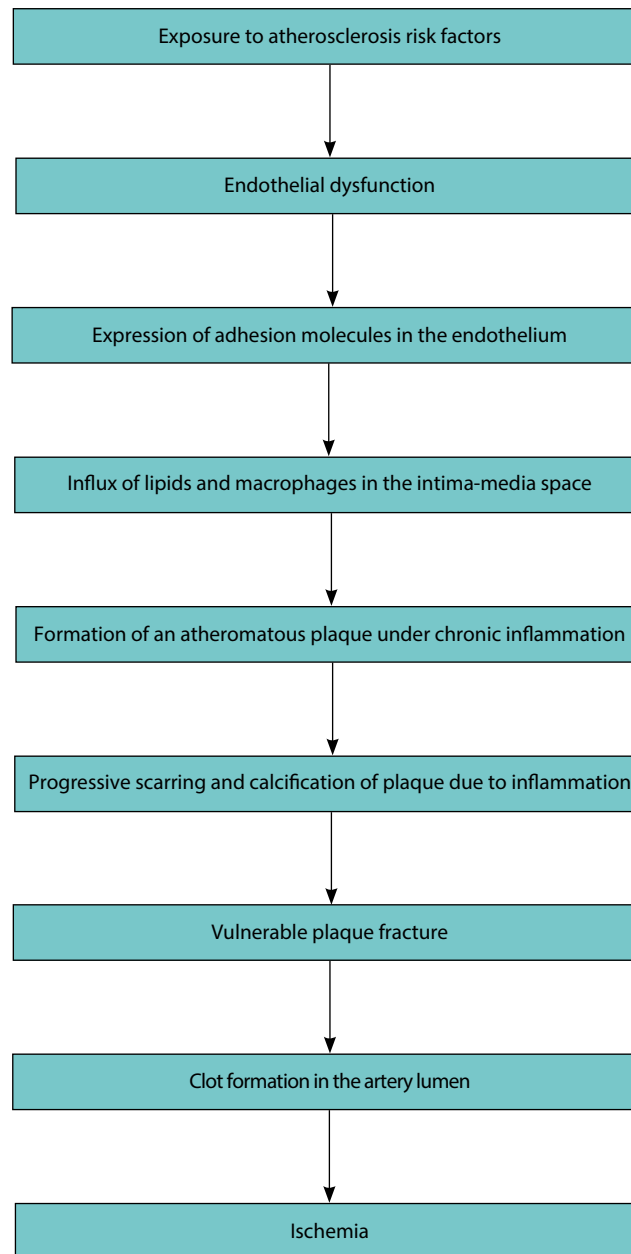 Exposure to atherosclerosis risk factors
Endothelial dysfunction
Expression of adhesion molecules in the endothelium
Influx of lipids and macrophages in the intima-media space
Formation of an atheromatous plaque under chronic inflammation
Progressive scarring and calcification of plaque due to inflammation
Vulnerable plaque fracture
Clot formation in the artery lumen
Ischemia